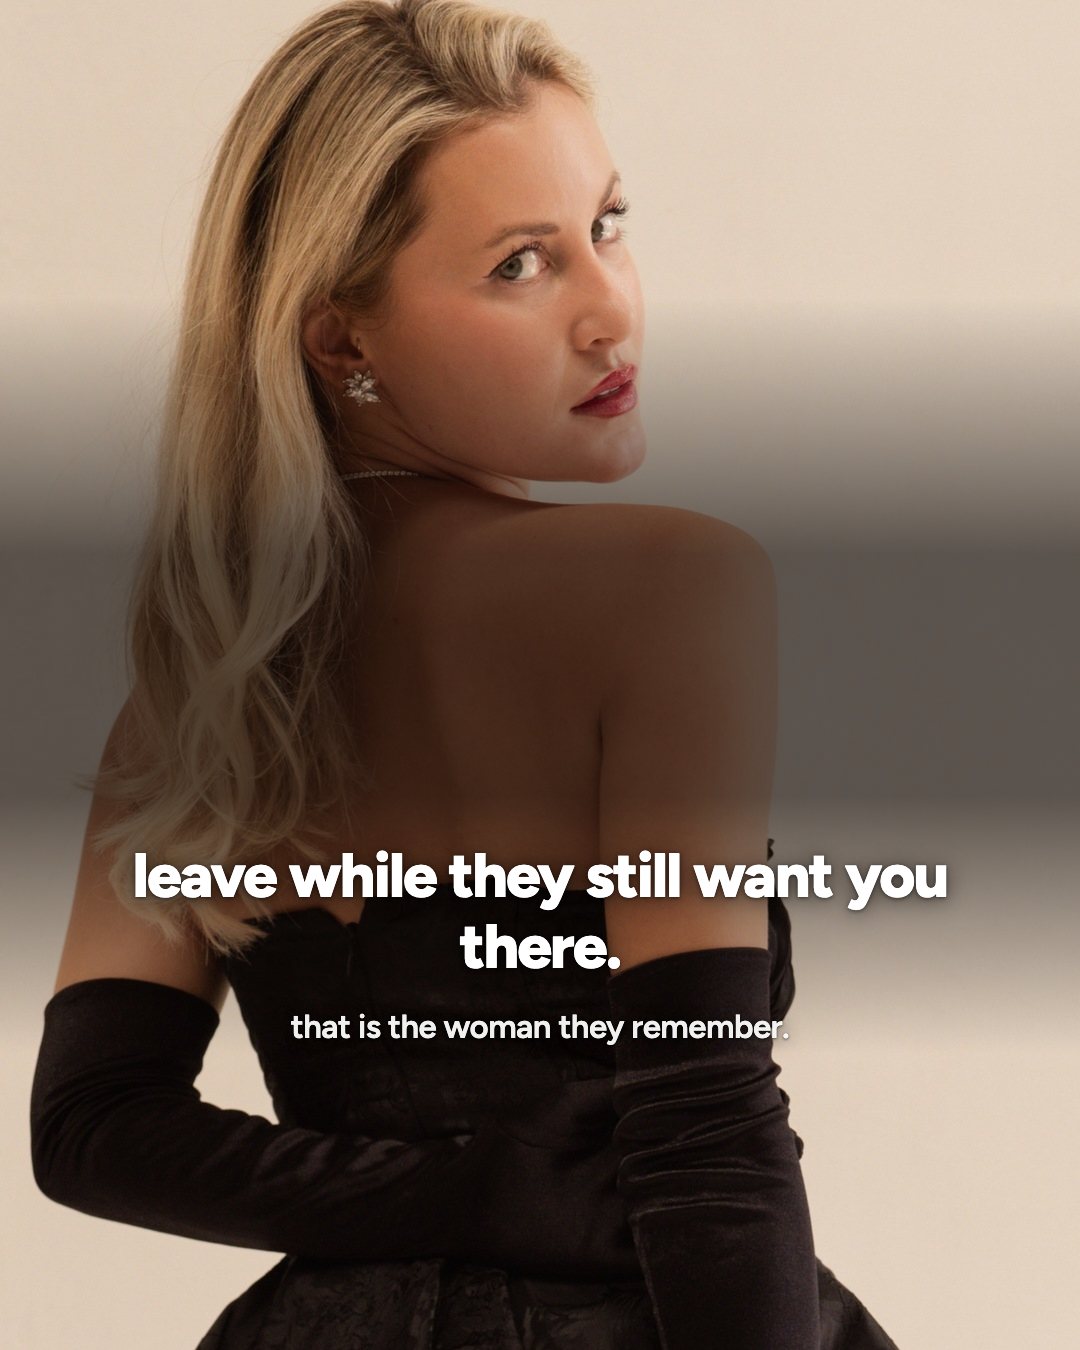 leave while they still want you
there.
that is the woman they remember.